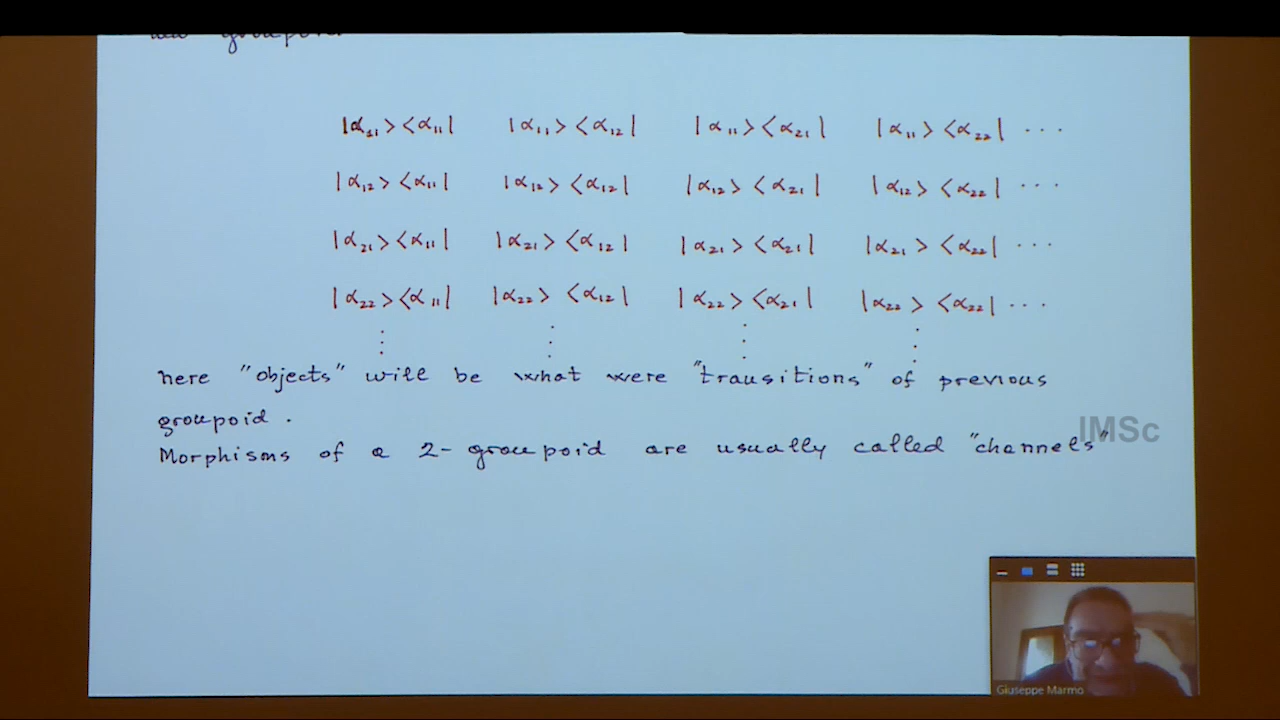 |α₂₁⟩⟨α₁₁| |α₁₁⟩⟨α₁₂| |α₁₁⟩⟨α₂₁| |α₁₁⟩⟨α₂₂| ...
|α₁₂⟩⟨α₁₁| |α₁₂⟩⟨α₁₂| |α₁₂⟩⟨α₂₁| |α₁₂⟩⟨α₂₂| ...
|α₂₁⟩⟨α₁₁| |α₂₁⟩⟨α₁₂| |α₂₁⟩⟨α₂₁| |α₂₁⟩⟨α₂₂| ...
|α₂₂⟩⟨α₁₁| |α₂₂⟩⟨α₁₂| |α₂₂⟩⟨α₂₁| |α₂₂⟩⟨α₂₂| ...
⋮ ⋮ ⋮ ⋮
here "objects" will be what were "transitions" of previous
groupoid.
IMSc
Morphisms of a 2-groupoid are usually called "channels"
Giuseppe Marmo